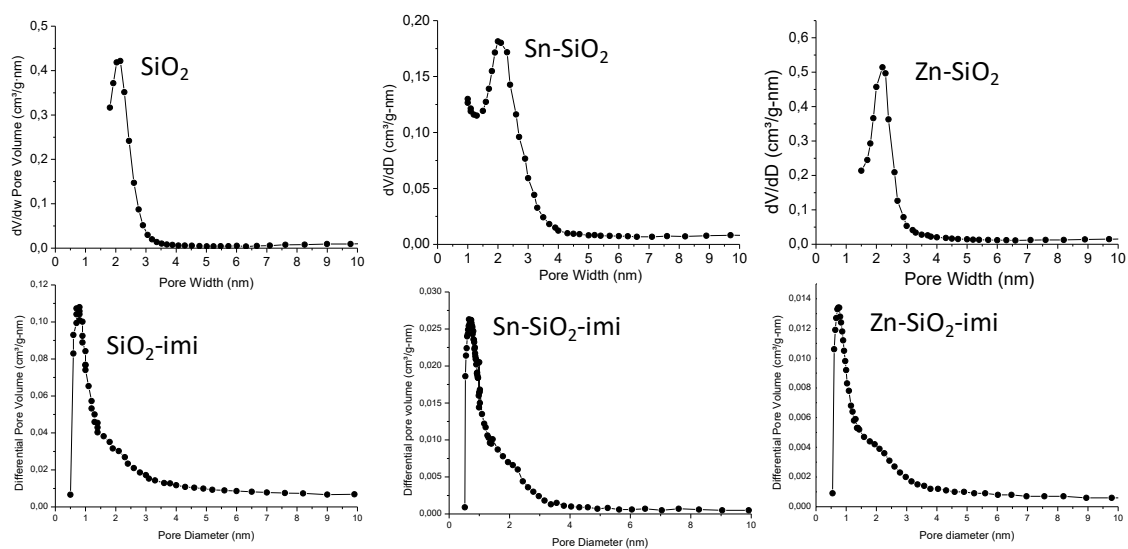 0,5
0,4
0,3
0,2
0,1
0,0
dV/dw Pore Volume (cm³/g·nm)
SiO₂
0 1 2 3 4 5 6 7 8 9 10
Pore Width (nm)
0,20
0,15
0,10
0,05
0,00
dV/dD (cm³/g-nm)
Sn-SiO₂
0 1 2 3 4 5 6 7 8 9 10
Pore Width (nm)
0,6
0,5
0,4
0,3
0,2
0,1
0,0
dV/dD (cm³/g-nm)
Zn-SiO₂
0 1 2 3 4 5 6 7 8 9 10
Pore Width (nm)
0,12
0,10
0,08
0,06
0,04
0,02
0,00
Differential Pore Volume (cm³/g-nm)
SiO₂-imi
0 1 2 3 4 5 6 7 8 9 10
Pore Diameter (nm)
0,030
0,025
0,020
0,015
0,010
0,005
0,000
Differential pore volume (cm³/g-nm)
Sn-SiO₂-imi
0 2 4 6 8 10
Pore Diameter (nm)
0,014
0,012
0,010
0,008
0,006
0,004
0,002
0,000
Differential Pore Volume (cm³/g-nm)
Zn-SiO₂-imi
0 1 2 3 4 5 6 7 8 9 10
Pore diameter (nm)